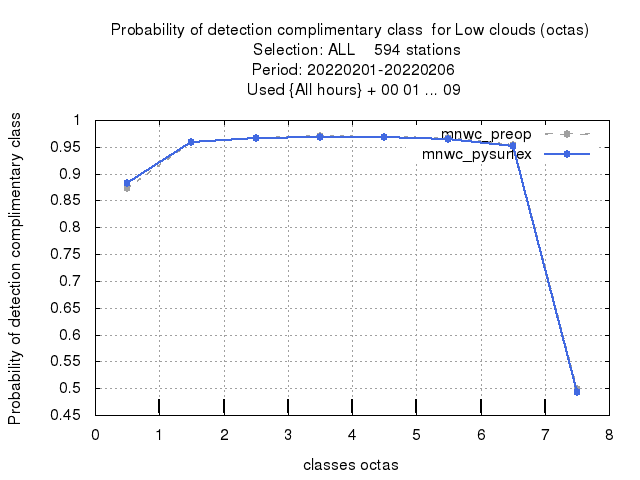 Probability of detection complimentary class  for Low clouds (octas)
Selection: ALL    594 stations
Period: 20220201-20220206
Used {All hours} + 00 01 ... 09
Probability of detection complimentary class
1
0.95
0.9
0.85
0.8
0.75
0.7
0.65
0.6
0.55
0.5
0.45
mnwc_preop
mnwc_pysurfex
0 1 2 3 4 5 6 7 8
classes octas